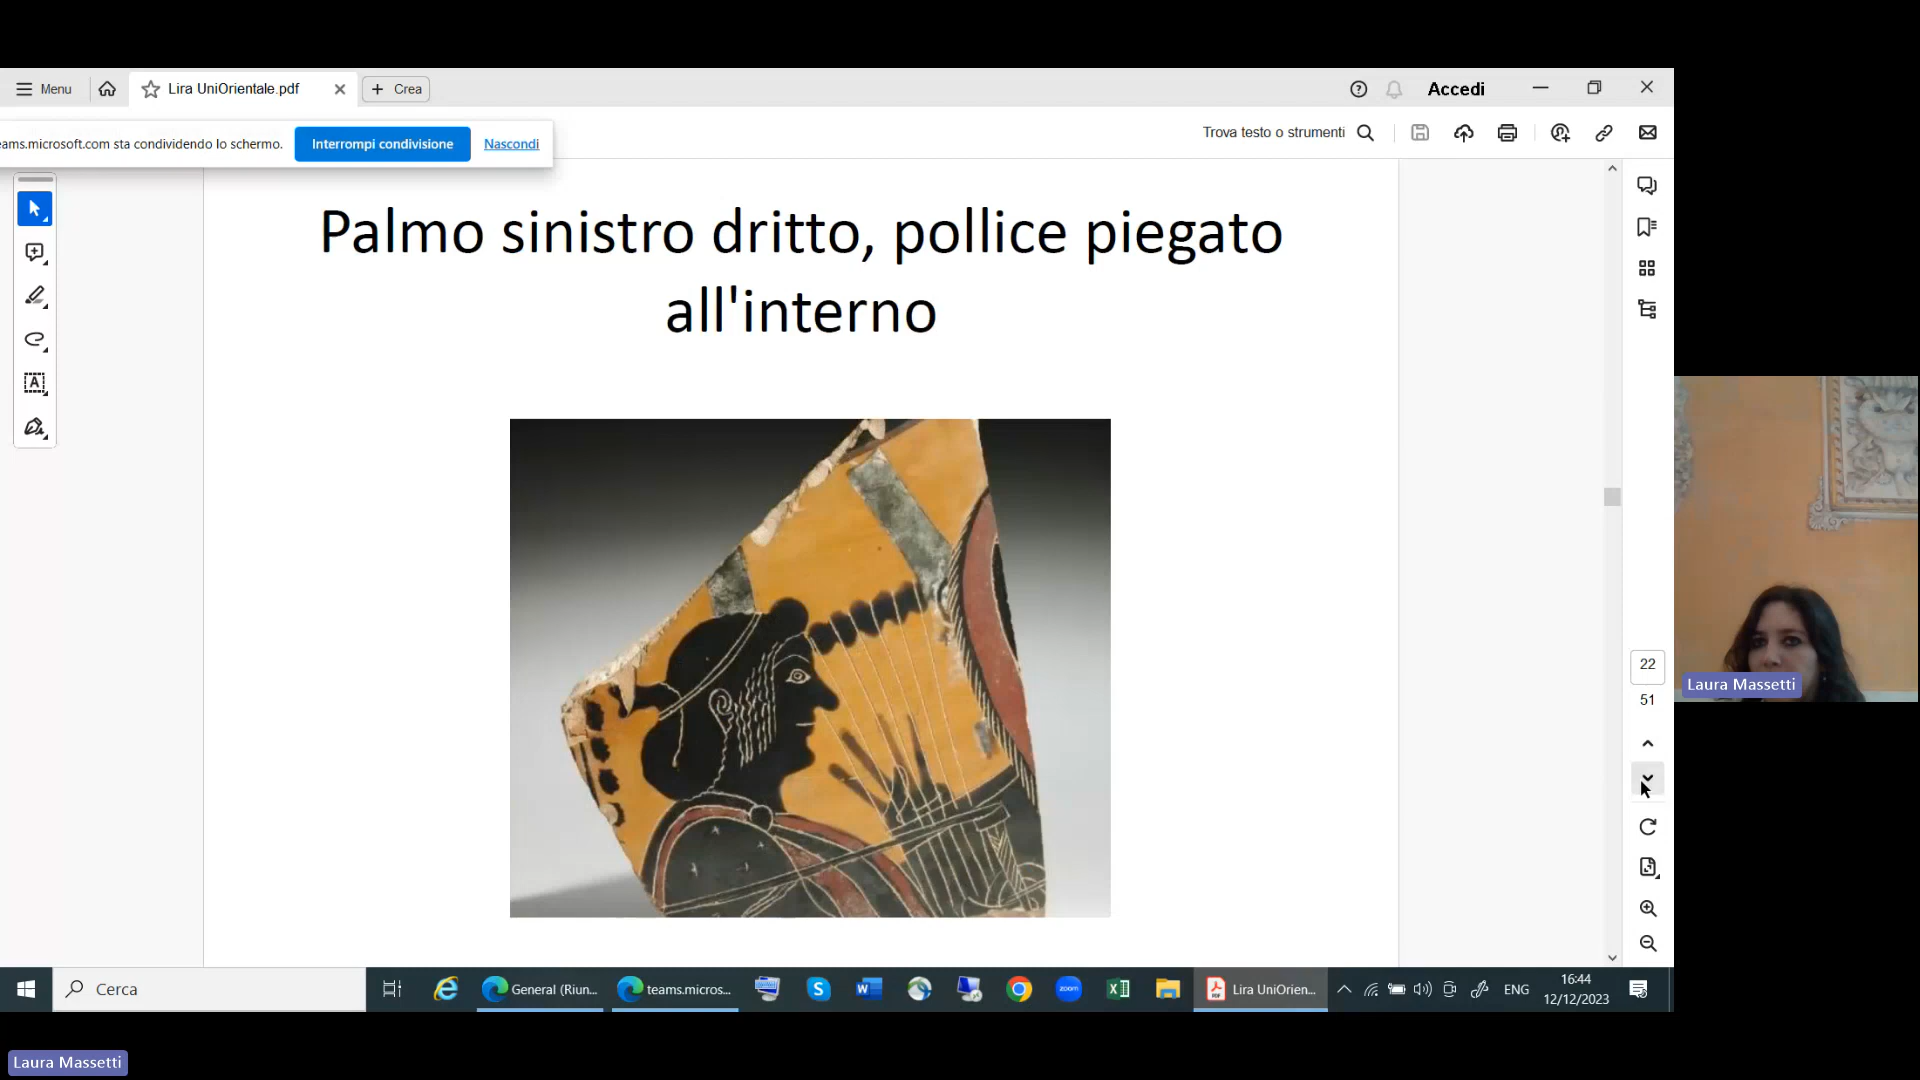 Menu
Lira UniOrientale.pdf
Crea
Accedi
eams.microsoft.com sta condividendo lo schermo.
Interrompi condivisione
Nascondi
Trova testo o strumenti
Palmo sinistro dritto, pollice piegato
all'interno
22
51
Laura Massetti
Cerca
General (Riun...
teams.micros...
zoom
Lira UniOrien...
ENG
16:44
12/12/2023
Laura Massetti